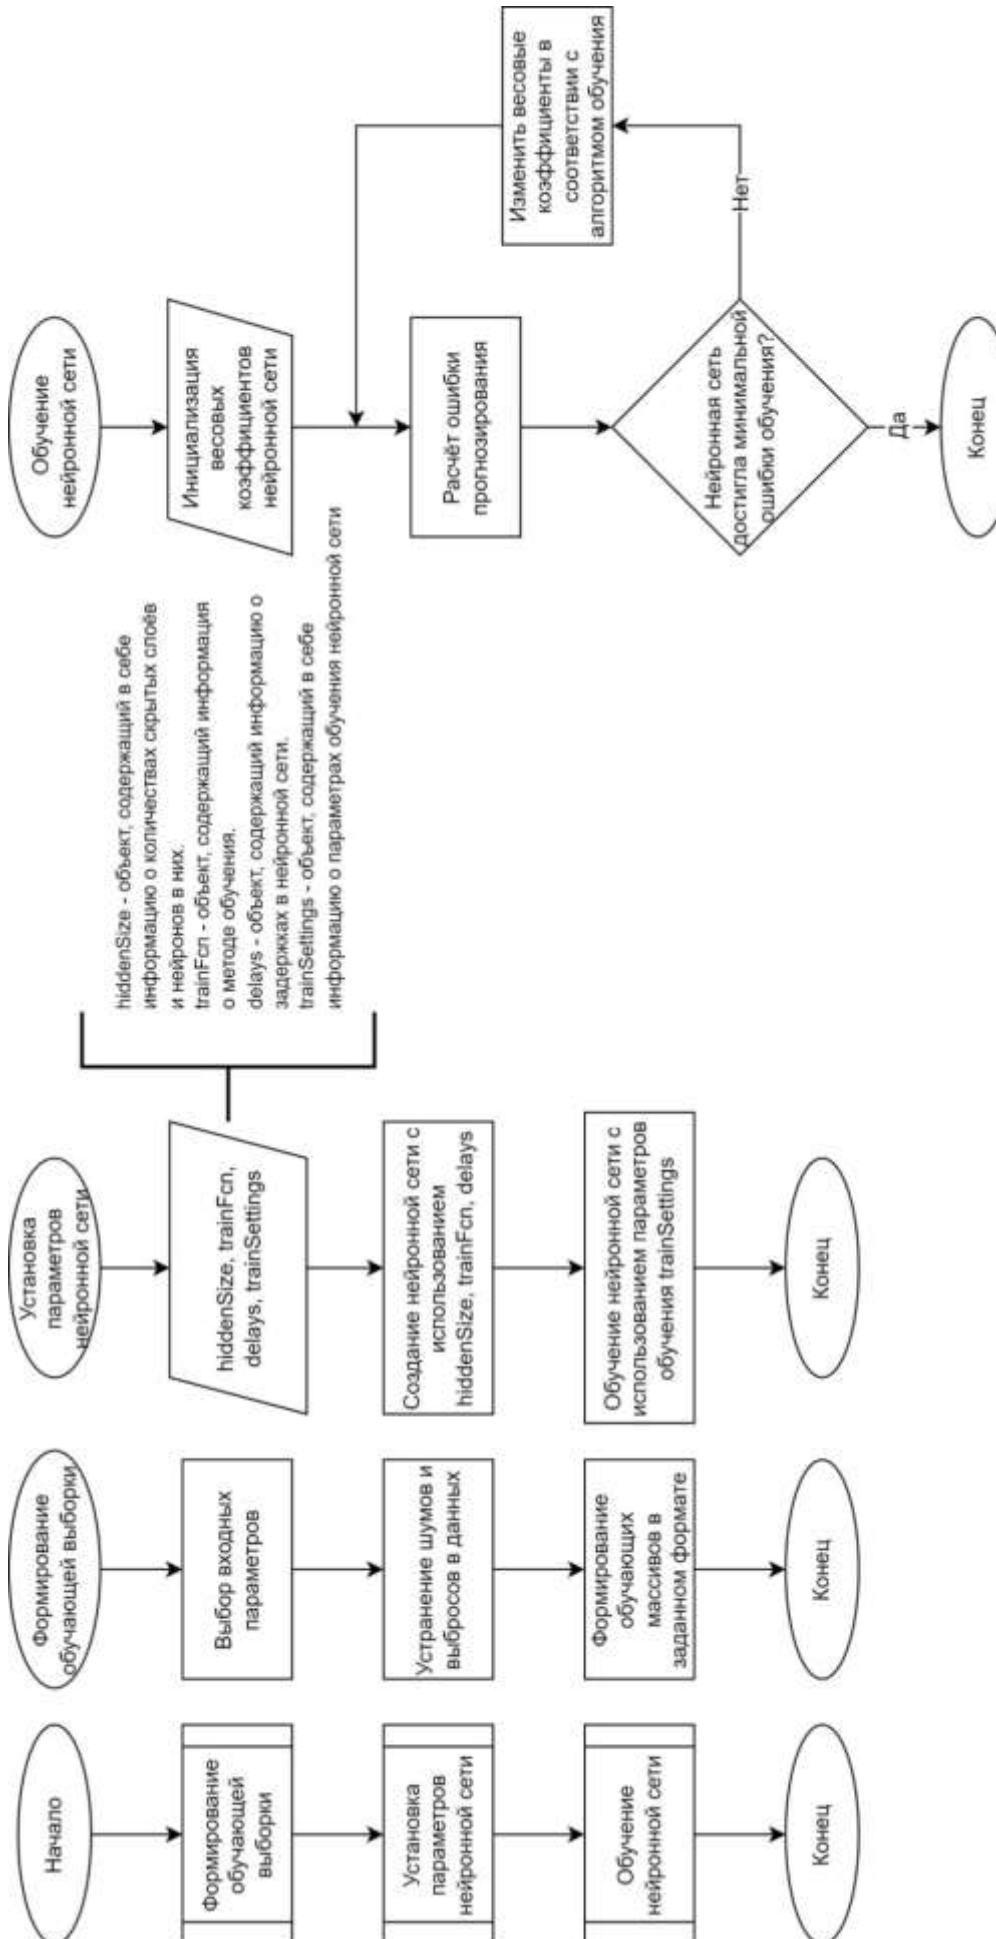 Начало
Формирование
обучающей
выборки
Установка
параметров
нейронной сети
Обучение
нейронной сети
Конец
Формирование
обучающей выборки
Выбор входных
параметров
Устранение шумов и
выбросов в данных
Формирование
обучающих
массивов в
заданном формате
Конец
Установка
параметров
нейронной сети
hiddenSize, trainFcn,
delays, trainSettings
Создание нейронной сети с
использованием
hiddenSize, trainFcn, delays
Обучение нейронной сети с
использованием параметров
обучения trainSettings
Конец
hiddenSize - объект, содержащий в себе
информацию о количествах скрытых слоёв
и нейронов в них.
trainFcn - объект, содержащий информация
о методе обучения.
delays - объект, содержащий информацию о
задержках в нейронной сети.
trainSettings - объект, содержащий в себе
информацию о параметрах обучения нейронной сети
Обучение
нейронной сети
Инициализация
весовых
коэффициентов
нейронной сети
Расчёт ошибки
прогнозирования
Нейронная сеть
достигла минимальной
ошибки обучения?
Да
Конец
Нет
Изменить весовые
коэффициенты в
соответствии с
алгоритмом обучения